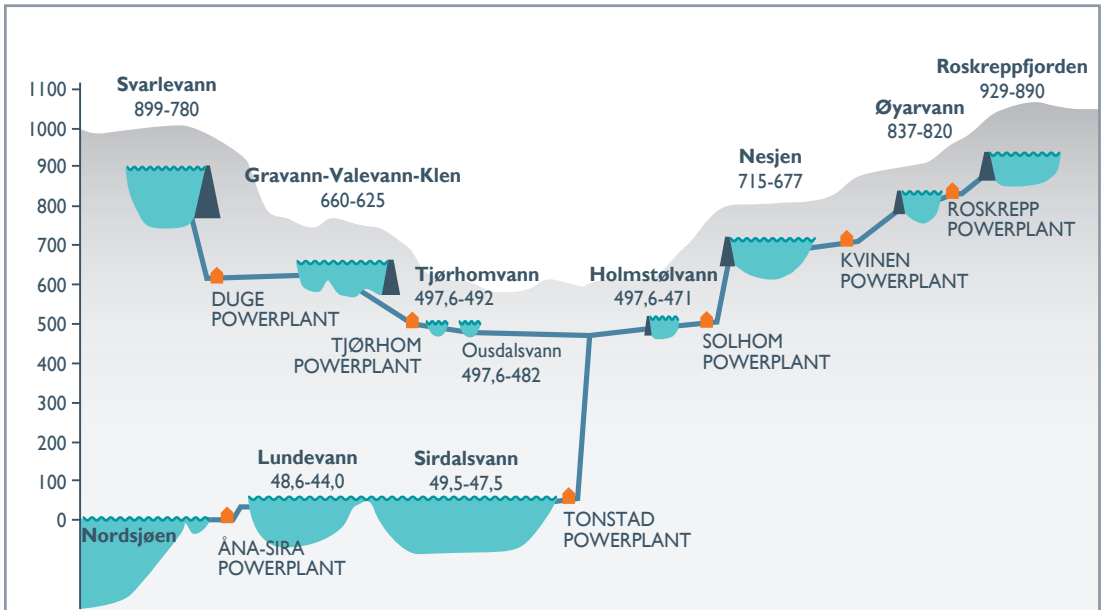 1100
1000
900
800
700
600
500
400
300
200
100
0
Svarlevann
899-780
Gravann-Valevann-Klen
660-625
DUGE
POWERPLANT
TJØRHOM
POWERPLANT
Tjørhomvann
497,6-492
Ousdalsvann
497,6-482
Holmstølvann
497,6-471
SOLHOM
POWERPLANT
Nesjen
715-677
KVINEN
POWERPLANT
Øyarvann
837-820
ROSKREPP
POWERPLANT
Roskreppfjorden
929-890
Lundevann
48,6-44,0
Sirdalsvann
49,5-47,5
TONSTAD
POWERPLANT
Nordsjøen
ÅNA-SIRA
POWERPLANT